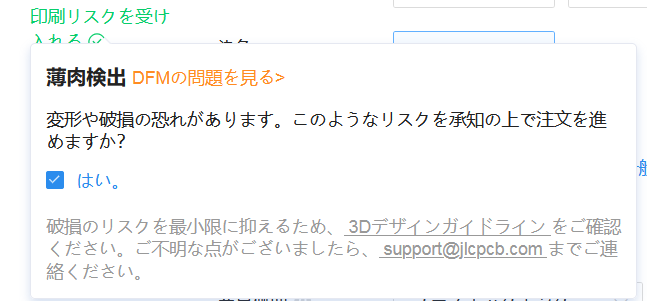 印刷リスクを受け
入れる
薄肉検出 DFMの問題を見る>
変形や破損の恐れがあります。このようなリスクを承知の上で注文を進
めますか?
はい。
破損のリスクを最小限に抑えるため、 3Dデザインガイドライン をご確認
ください。ご不明な点がございましたら、 support@jlcpcb.com までご連
絡ください。